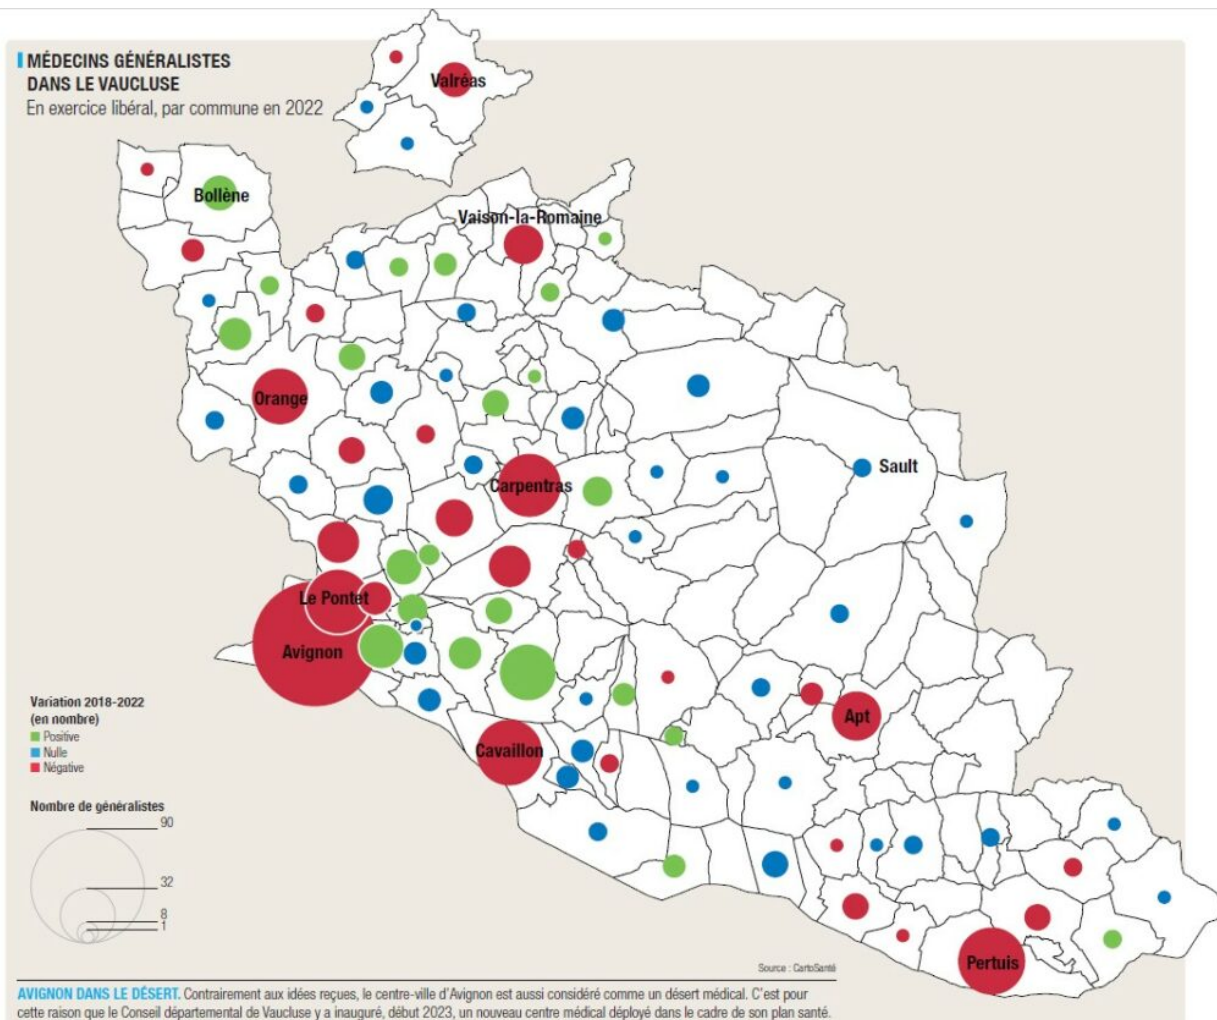 MÉDECINS GÉNÉRALISTES
DANS LE VAUCLUSE
En exercice libéral, par commune en 2022
Valréas
Bollène
Vaison-la-Romaine
Orange
Sault
Carpentras
Le Pontet
Avignon
Apt
Cavaillon
Pertuis
Variation 2018-2022
(en nombre)
Positive
Nulle
Négative
Nombre de généralistes
90
32
8
1
Source : CartoSanté
AVIGNON DANS LE DÉSERT. Contrairement aux idées reçues, le centre-ville d'Avignon est aussi considéré comme un désert médical. C'est pour
cette raison que le Conseil départemental de Vaucluse y a inauguré, début 2023, un nouveau centre médical déployé dans le cadre de son plan santé.